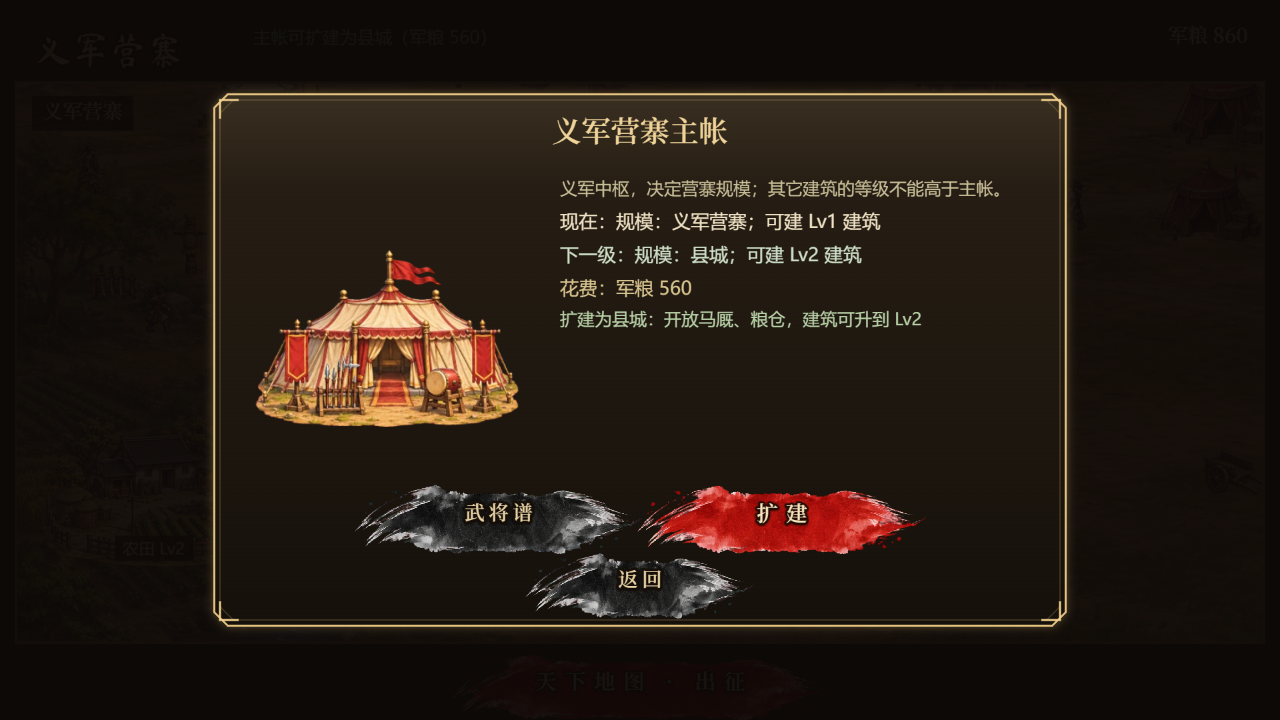 义军营寨
主帐可扩建为县城（军粮 560）
军粮 860
义军营寨
义军营寨主帐
义军中枢，决定营寨规模；其它建筑的等级不能高于主帐。
现在：规模：义军营寨；可建 Lv1 建筑
下一级：规模：县城；可建 Lv2 建筑
花费：军粮 560
扩建为县城：开放马厩、粮仓，建筑可升到 Lv2
武将谱
扩建
返回
农田 Lv2
天下地图 · 出征